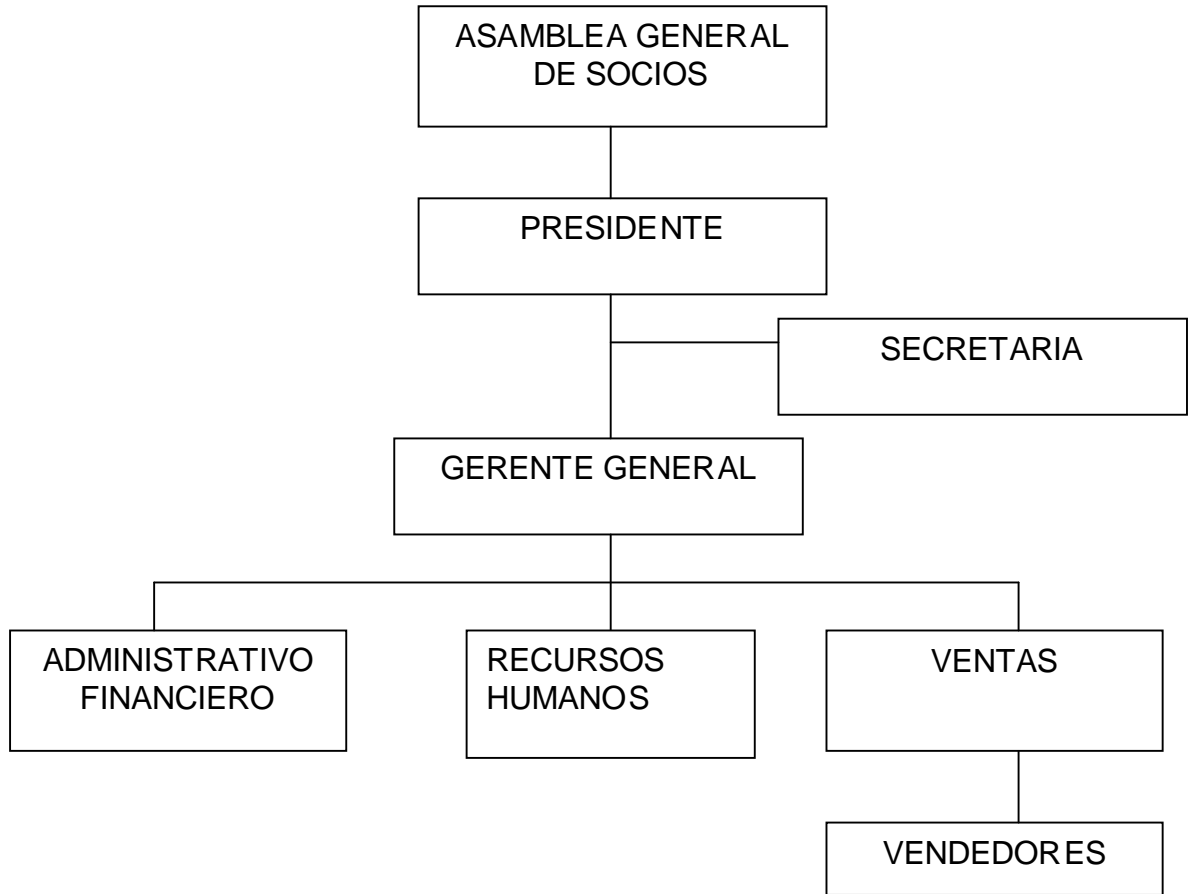 ASAMBLEA GENERAL
DE SOCIOS
PRESIDENTE
SECRETARIA
GERENTE GENERAL
ADMINISTRATIVO
FINANCIERO
RECURSOS
HUMANOS
VENTAS
VENDEDORES